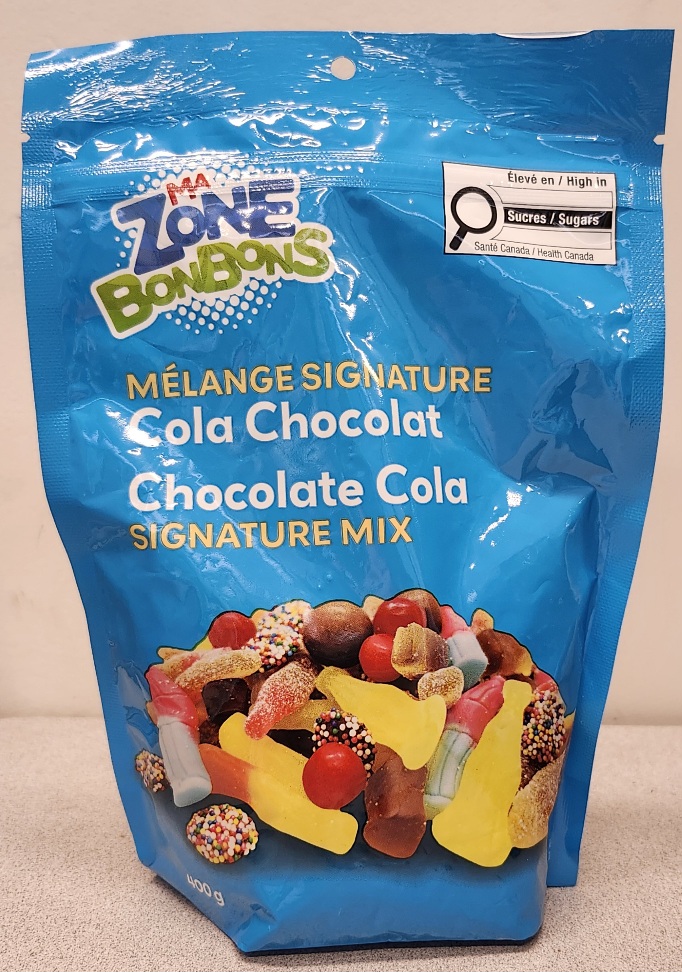 MA
ZONE
BONBONS
Élevé en / High in
Sucres / Sugars
Santé Canada / Health Canada
MÉLANGE SIGNATURE
Cola Chocolat
Chocolate Cola
SIGNATURE MIX
400 g